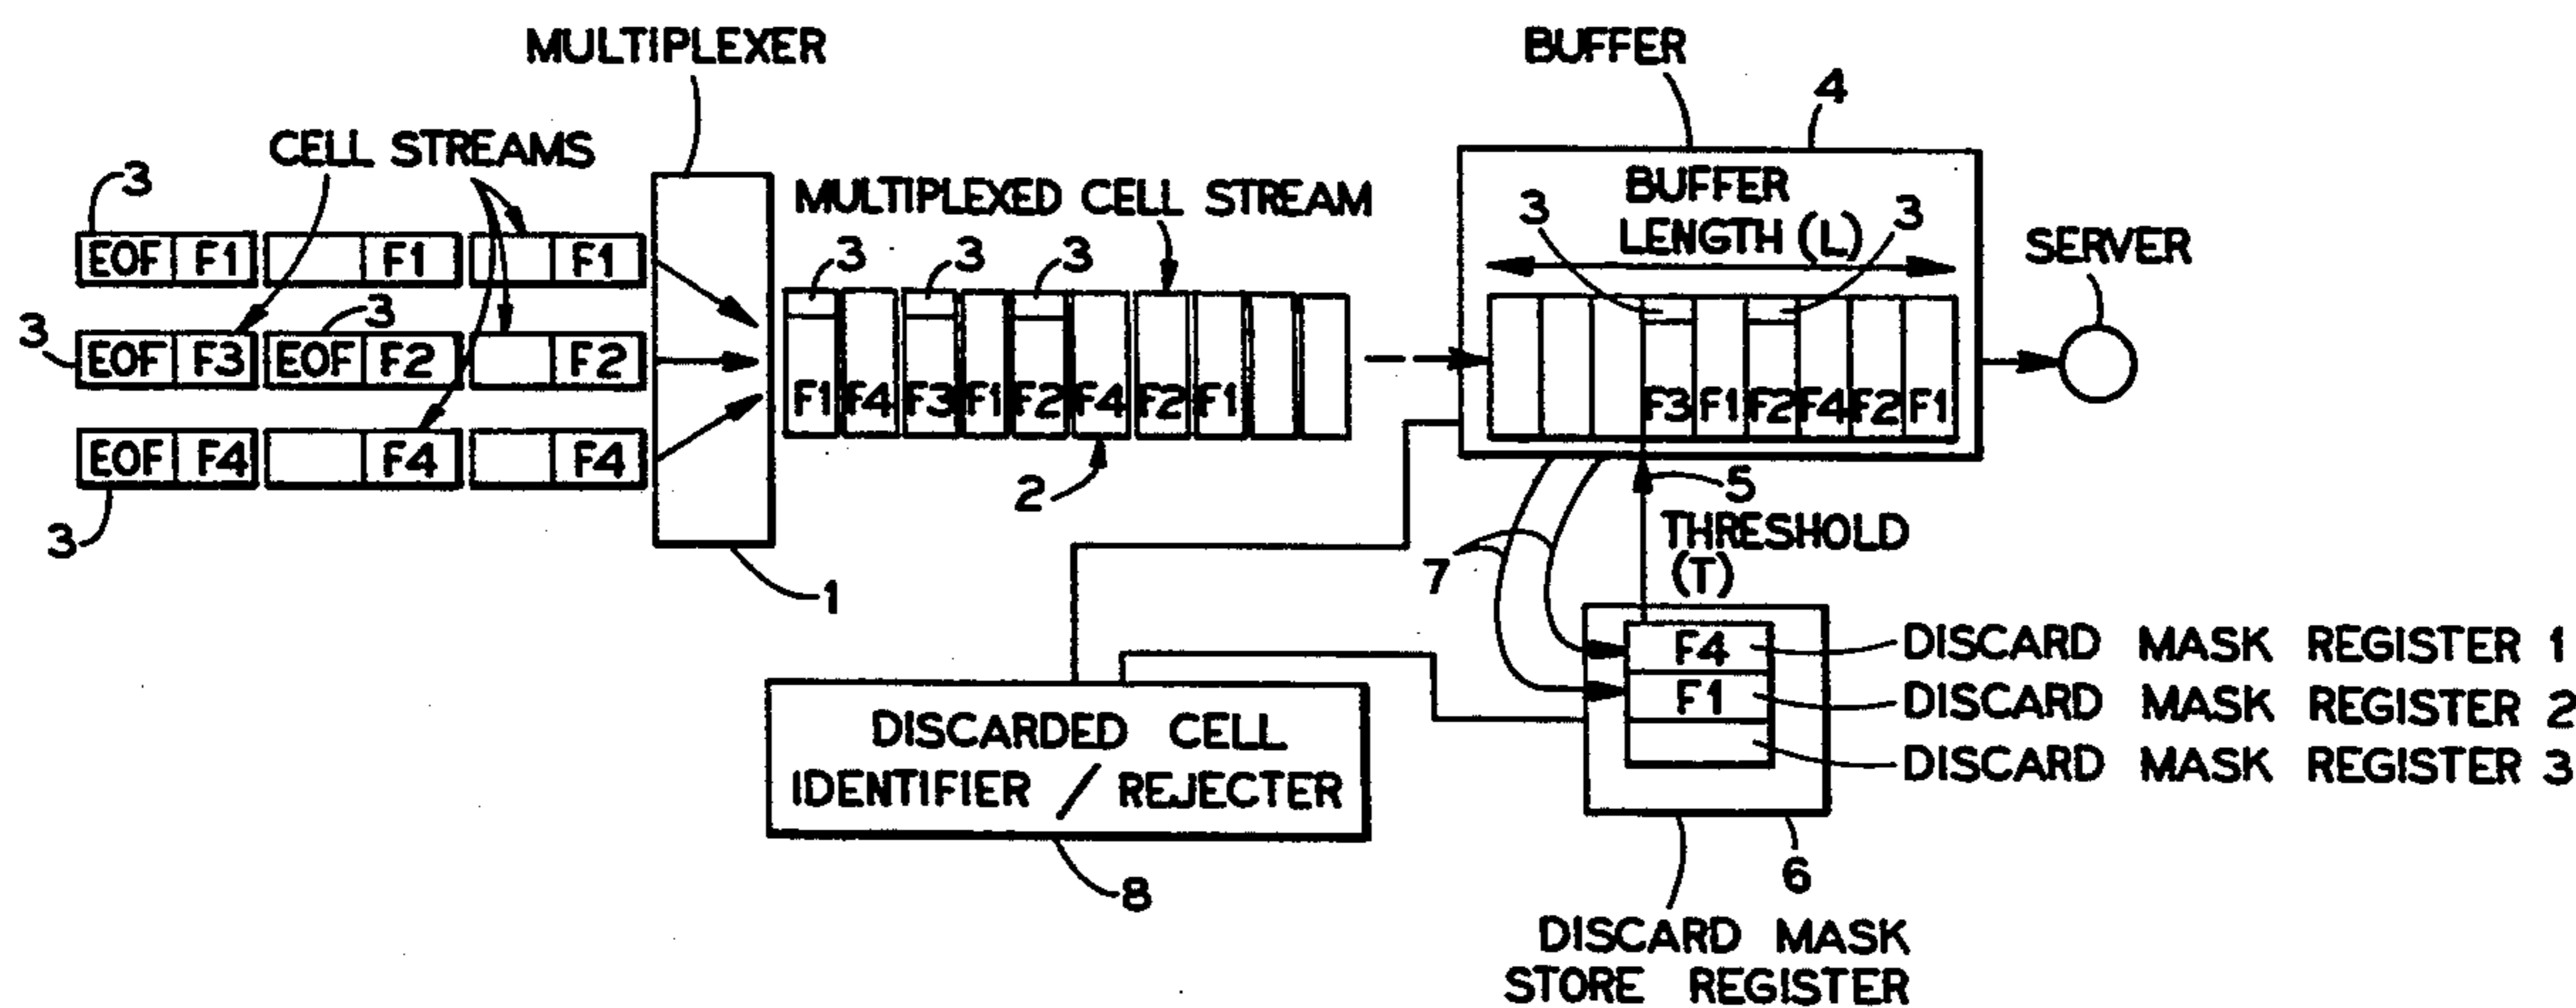 MULTIPLEXER
BUFFER
4
CELL STREAMS
3
BUFFER
LENGTH (L)
3
3
MULTIPLEXED CELL STREAM
SERVER
EOF F1 F1 F1
3 3 3
3 EOF F3 EOF F2 F2
3
F1 F4 F3 F1 F2 F4 F2 F1
F3 F1 F2 F4 F2 F1
EOF F4 F4 F4
3
2
1
5
THRESHOLD
(T)
7
F4
DISCARD MASK REGISTER 1
F1
DISCARD MASK REGISTER 2
DISCARD MASK REGISTER 3
DISCARDED CELL
IDENTIFIER / REJECTER
8
6
DISCARD MASK
STORE REGISTER